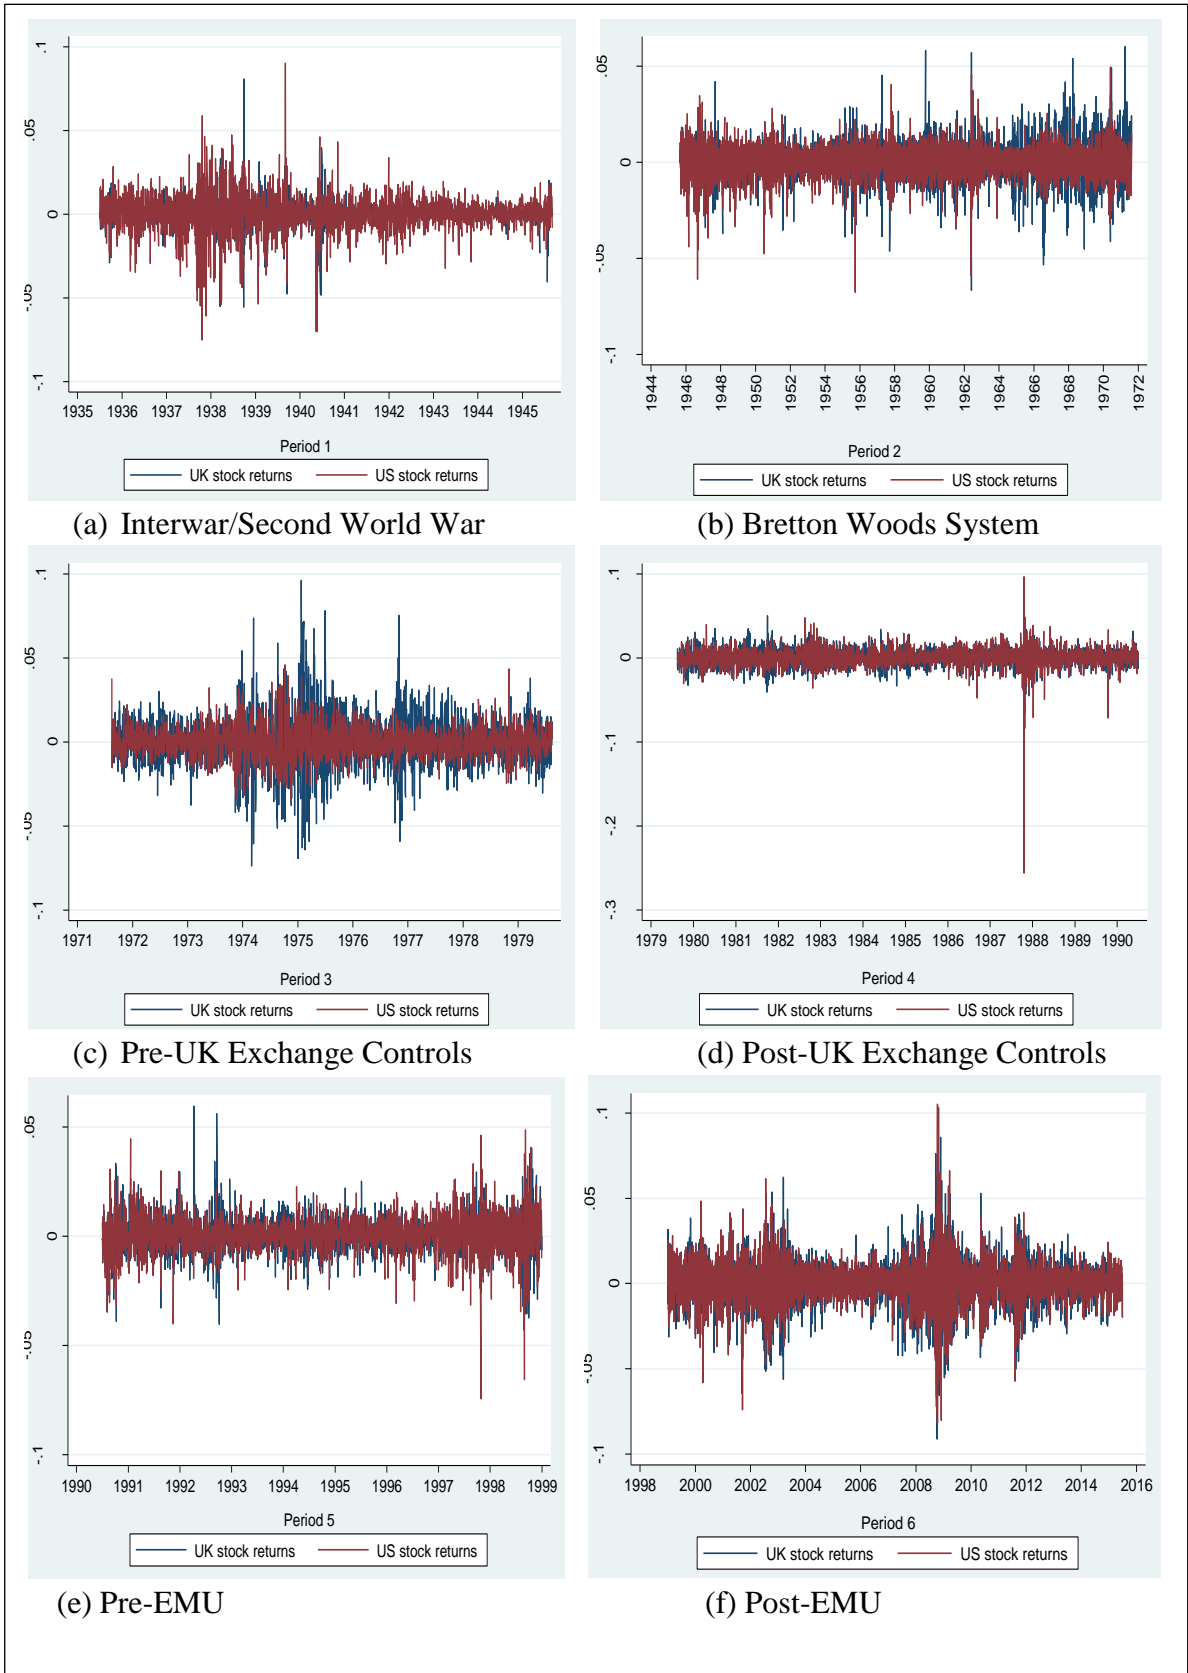 .1
.05
0
-.05
-.1
1935 1936 1937 1938 1939 1940 1941 1942 1943 1944 1945
Period 1
UK stock returns US stock returns
(a) Interwar/Second World War
.05
0
-.05
-.1
1944 1946 1948 1950 1952 1954 1956 1958 1960 1962 1964 1966 1968 1970 1972
Period 2
UK stock returns US stock returns
(b) Bretton Woods System
.1
.05
0
-.05
-.1
1971 1972 1973 1974 1975 1976 1977 1978 1979
Period 3
UK stock returns US stock returns
(c) Pre-UK Exchange Controls
.1
0
-.1
-.2
-.3
1979 1980 1981 1982 1983 1984 1985 1986 1987 1988 1989 1990
Period 4
UK stock returns US stock returns
(d) Post-UK Exchange Controls
.05
0
-.05
-.1
1990 1991 1992 1993 1994 1995 1996 1997 1998 1999
Period 5
UK stock returns US stock returns
(e) Pre-EMU
.1
.05
0
-.05
-.1
1998 2000 2002 2004 2006 2008 2010 2012 2014 2016
Period 6
UK stock returns US stock returns
(f) Post-EMU